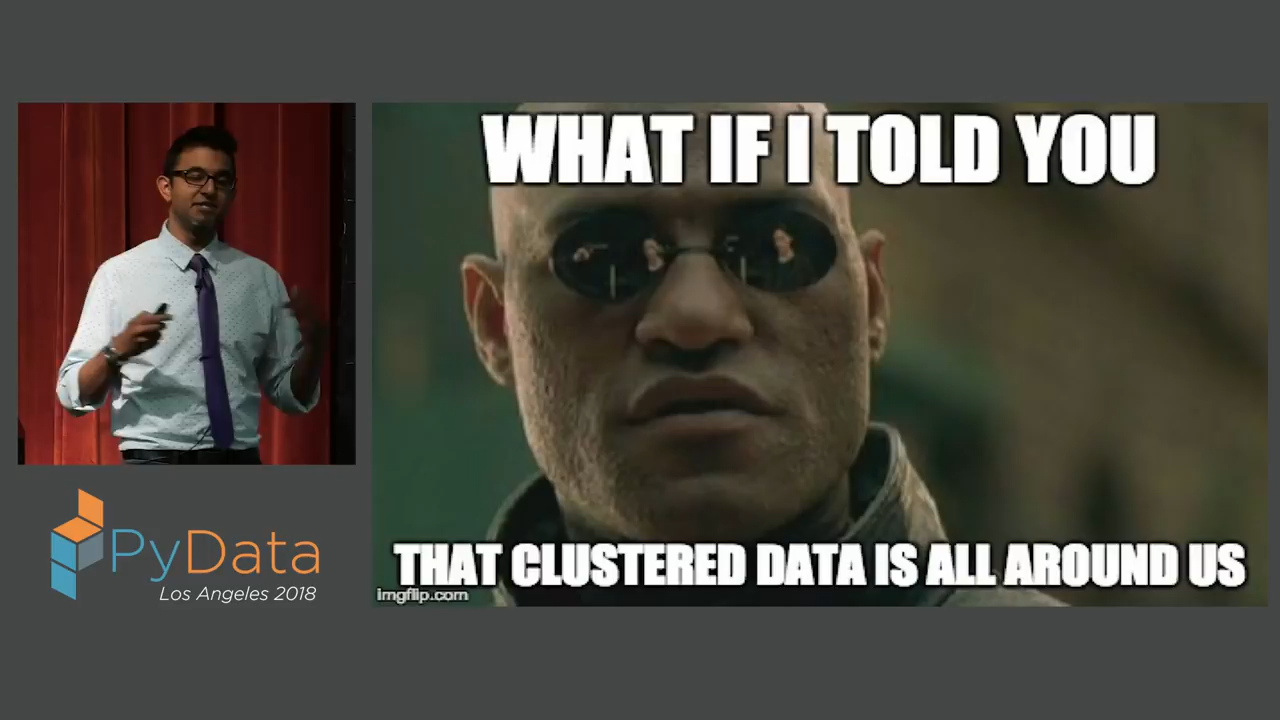 WHAT IF I TOLD YOU
THAT CLUSTERED DATA IS ALL AROUND US
imgflip.com
PyData
Los Angeles 2018